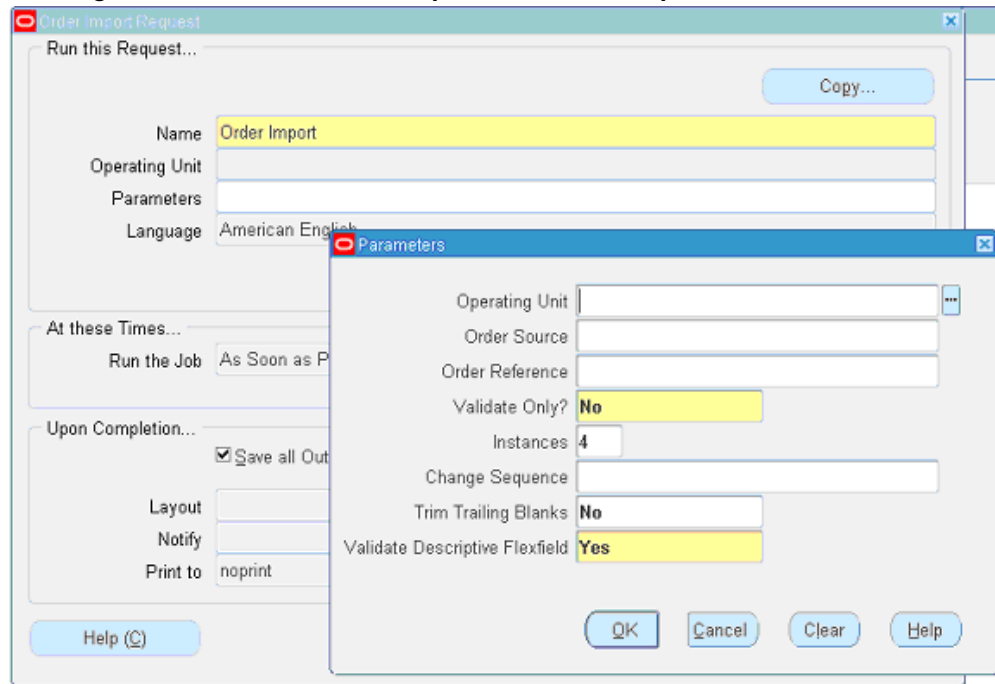 Order Import Request
Run this Request...
Copy...
Name Order Import
Operating Unit
Parameters
Language American English
Parameters
Operating Unit
Order Source
Order Reference
Validate Only? No
Instances 4
Change Sequence
Trim Trailing Blanks No
Validate Descriptive Flexfield Yes
OK Cancel Clear Help
At these Times...
Run the Job As Soon as P
Upon Completion...
Save all Out
Layout
Notify
Print to noprint
Help (C)